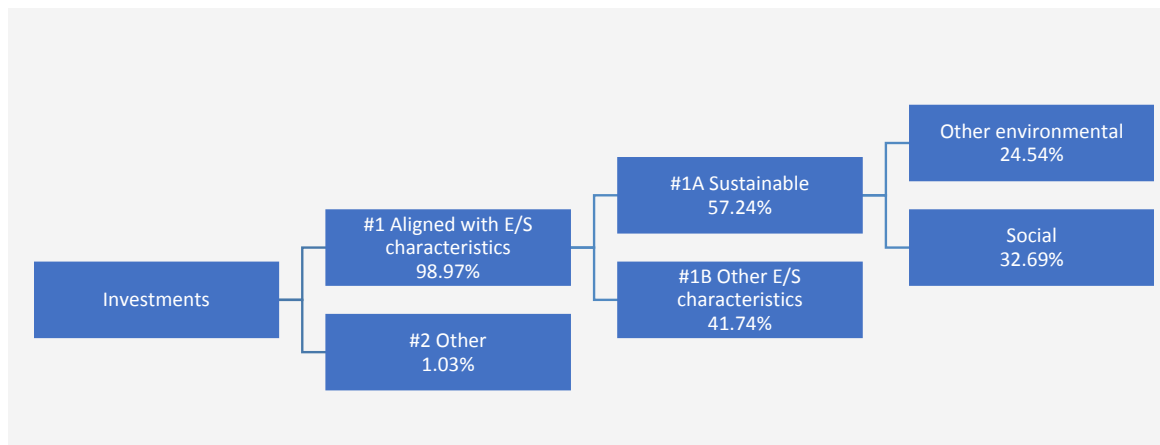 Investments
#1 Aligned with E/S
characteristics
98.97%
#2 Other
1.03%
#1A Sustainable
57.24%
#1B Other E/S
characteristics
41.74%
Other environmental
24.54%
Social
32.69%